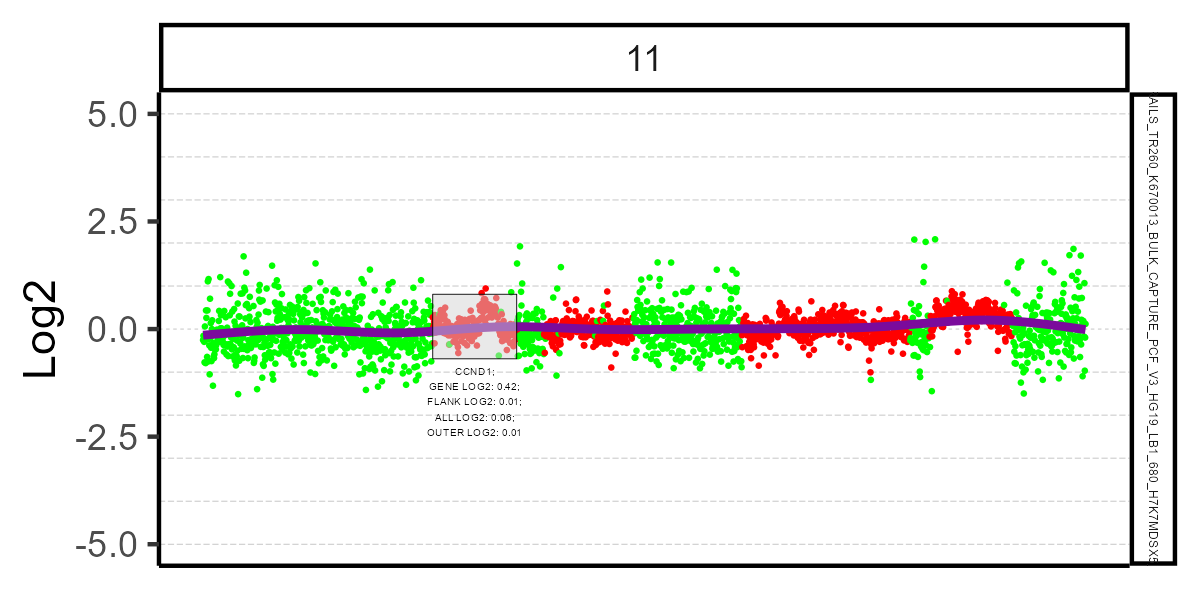 11
5.0
2.5
0.0
-2.5
-5.0
Log2
CCND1;
GENE LOG2: 0.42;
FLANK LOG2: 0.01;
ALL LOG2: 0.06;
OUTER LOG2: 0.01
AILS_TR260_K670013_BULK_CAPTURE_PCF_V3_HG19_LB1_680_H7K7MDSX5